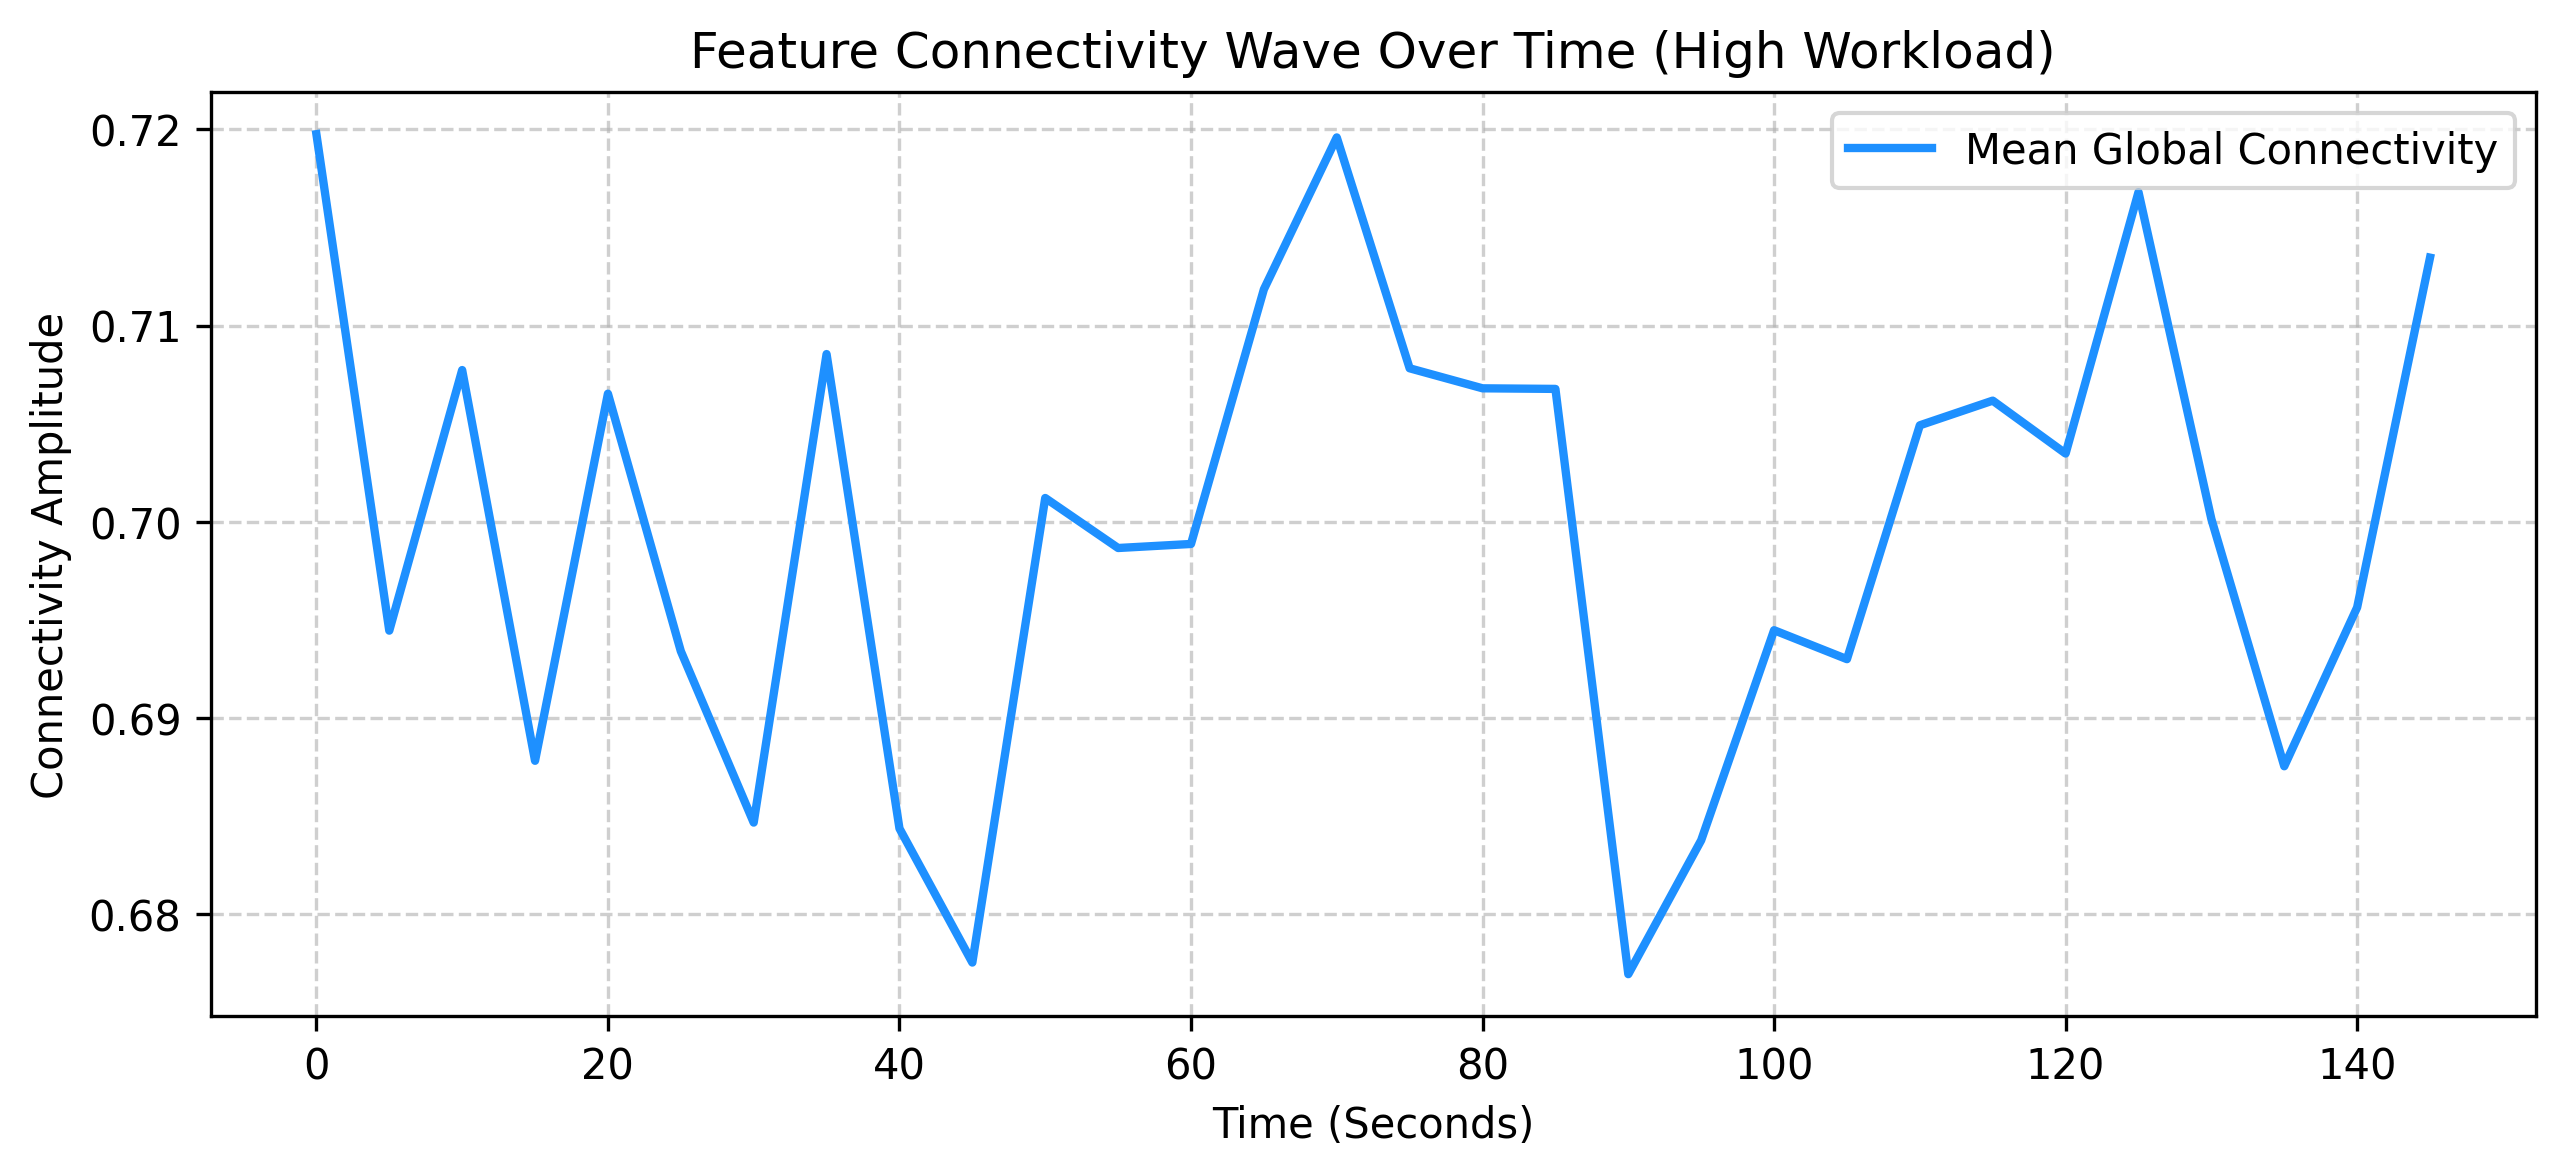 Feature Connectivity Wave Over Time (High Workload)
Mean Global Connectivity
Connectivity Amplitude
0.72
0.71
0.70
0.69
0.68
0 20 40 60 80 100 120 140
Time (Seconds)